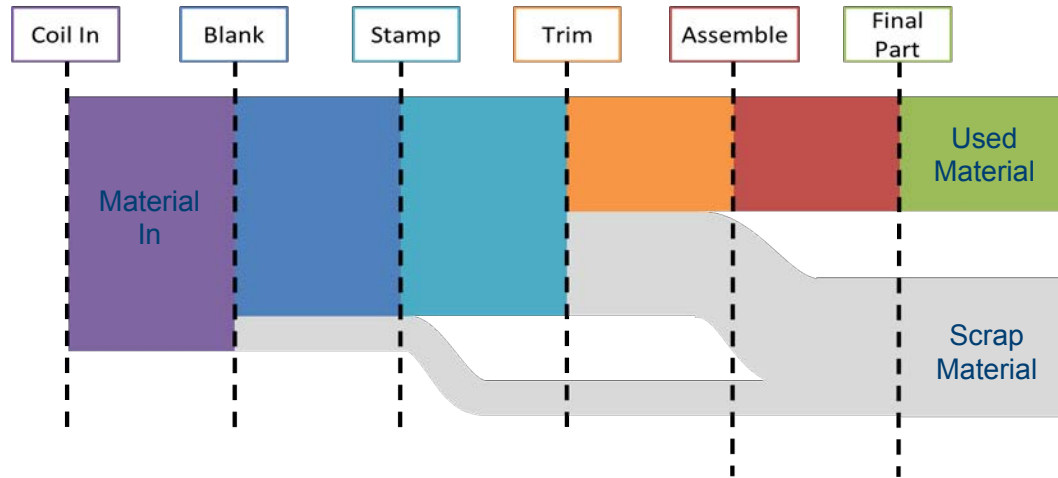 Coil In
Blank
Stamp
Trim
Assemble
Final
Part
Material
In
Used
Material
Scrap
Material